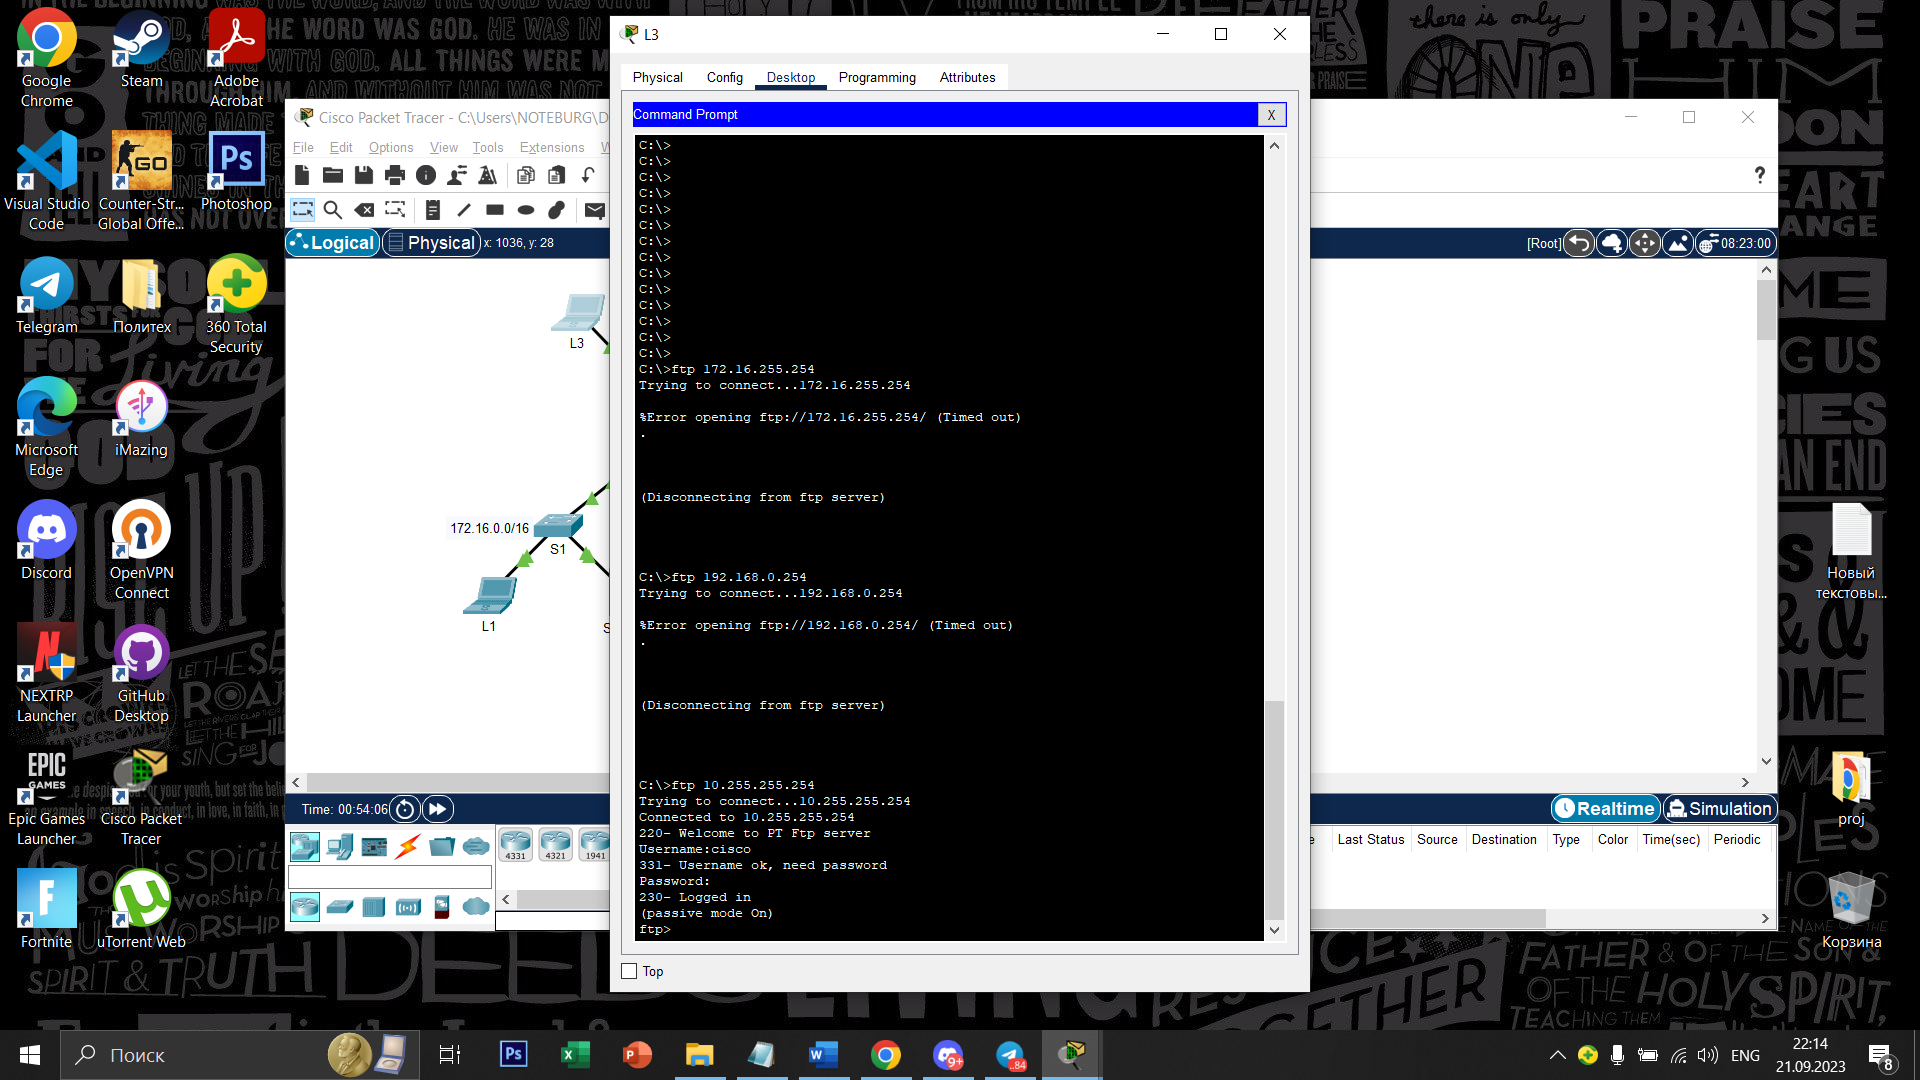 Google
Chrome
Steam
Adobe
Acrobat
Visual Studio
Code
Counter-Str...
Global Offe...
Photoshop
Telegram
Политех
360 Total
Security
Microsoft
Edge
iMazing
Discord
OpenVPN
Connect
NEXTRP
Launcher
GitHub
Desktop
Epic Games
Launcher
Cisco Packet
Tracer
Fortnite
uTorrent Web
Cisco Packet Tracer - C:\Users\NOTEBURG\D
File Edit Options View Tools Extensions W
Logical
Physical
x: 1036, y: 28
[Root]
08:23:00
L3
172.16.0.0/16
S1
L1
S
Time: 00:54:06
Realtime
Simulation
4331
4321
1941
e Last Status Source Destination Type Color Time(sec) Periodic
L3
Physical Config Desktop Programming Attributes
Command Prompt
X
C:\>
C:\>
C:\>
C:\>
C:\>
C:\>
C:\>
C:\>
C:\>
C:\>
C:\>
C:\>
C:\>
C:\>
C:\>ftp 172.16.255.254
Trying to connect...172.16.255.254
%Error opening ftp://172.16.255.254/ (Timed out)
.
(Disconnecting from ftp server)
C:\>ftp 192.168.0.254
Trying to connect...192.168.0.254
%Error opening ftp://192.168.0.254/ (Timed out)
.
(Disconnecting from ftp server)
C:\>ftp 10.255.255.254
Trying to connect...10.255.255.254
Connected to 10.255.255.254
220- Welcome to PT Ftp server
Username:cisco
331- Username ok, need password
Password:
230- Logged in
(passive mode On)
ftp>
Top
Новый
текстовы...
proj
Корзина
Поиск
9+
..84
ENG
22:14
21.09.2023
8